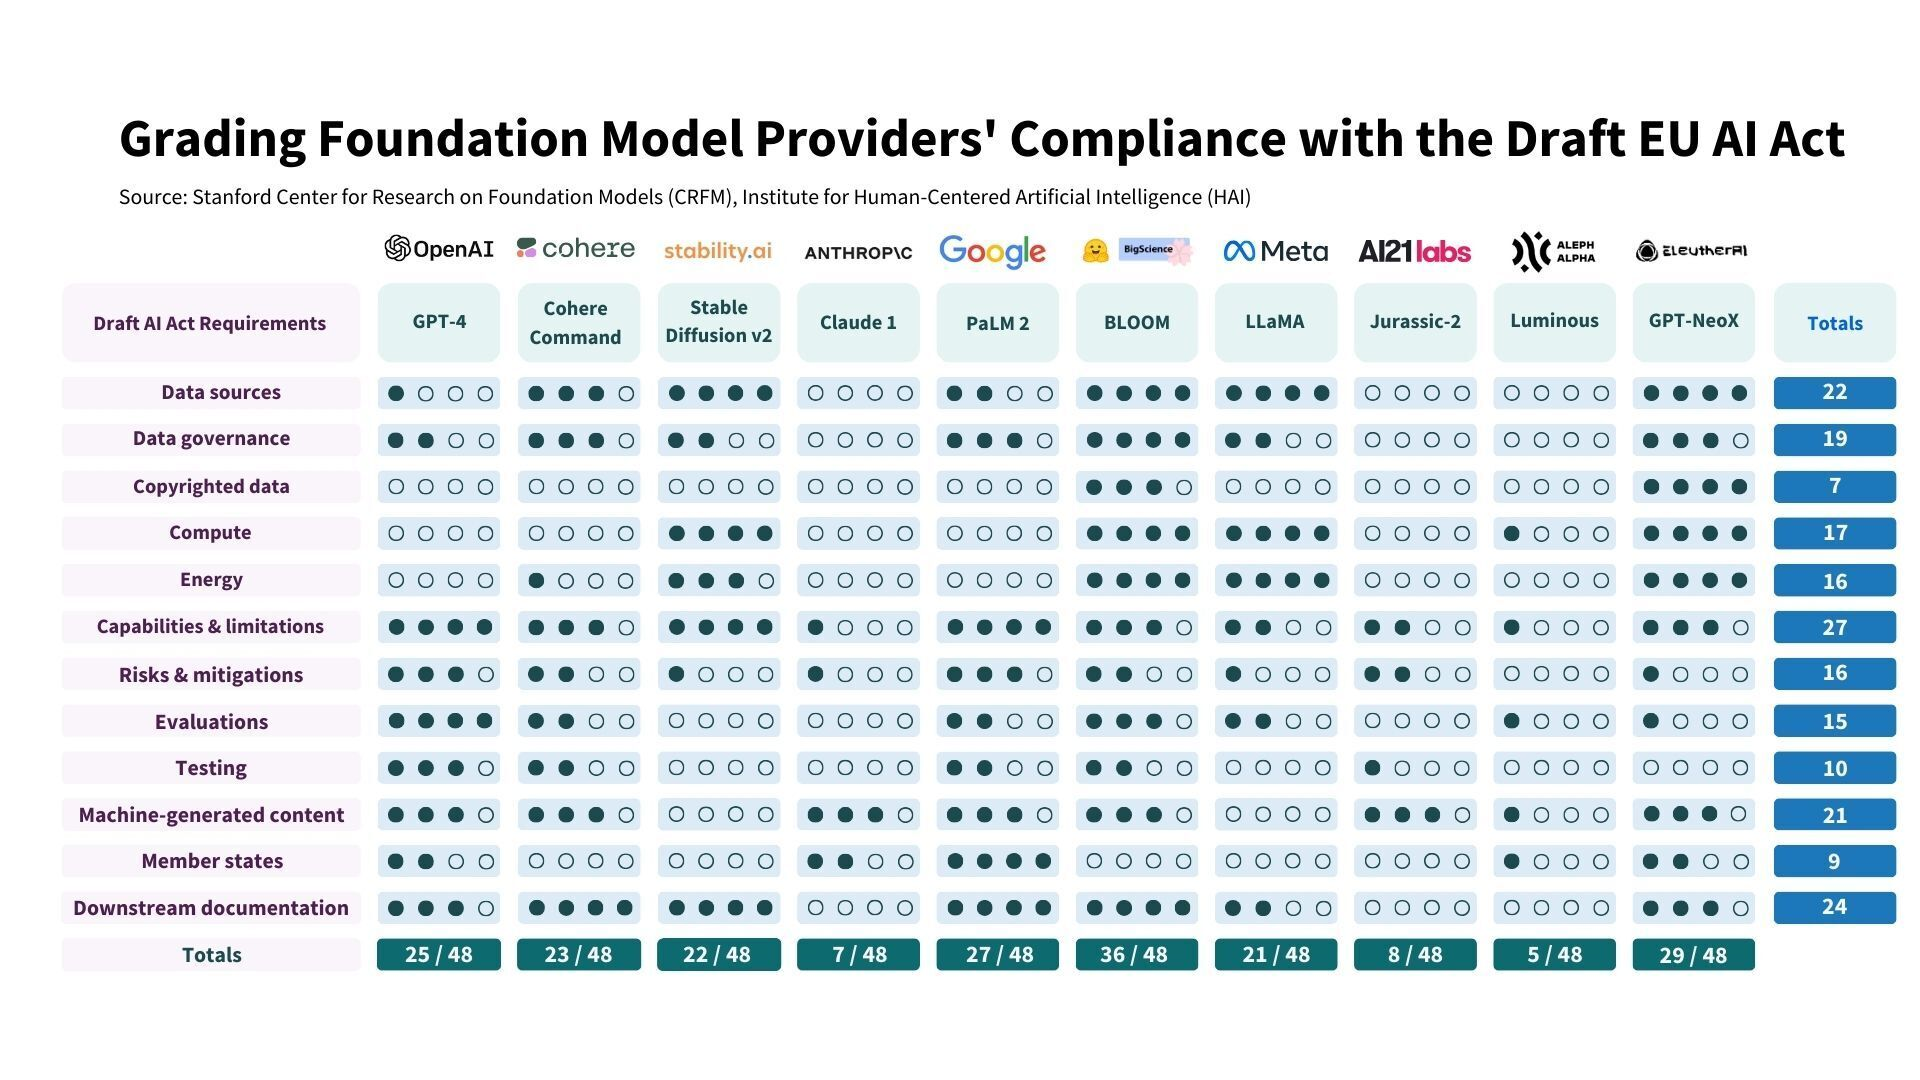 Grading Foundation Model Providers' Compliance with the Draft EU AI Act
Source: Stanford Center for Research on Foundation Models (CRFM), Institute for Human-Centered Artificial Intelligence (HAI)
OpenAI cohere stability.ai ANTHROP\C Google BigScience Meta AI21labs ALEPH ALPHA EleutherAI
Draft AI Act Requirements GPT-4 Cohere Command Stable Diffusion v2 Claude 1 PaLM 2 BLOOM LLaMA Jurassic-2 Luminous GPT-NeoX Totals
Data sources 22
Data governance 19
Copyrighted data 7
Compute 17
Energy 16
Capabilities & limitations 27
Risks & mitigations 16
Evaluations 15
Testing 10
Machine-generated content 21
Member states 9
Downstream documentation 24
Totals 25 / 48 23 / 48 22 / 48 7 / 48 27 / 48 36 / 48 21 / 48 8 / 48 5 / 48 29 / 48